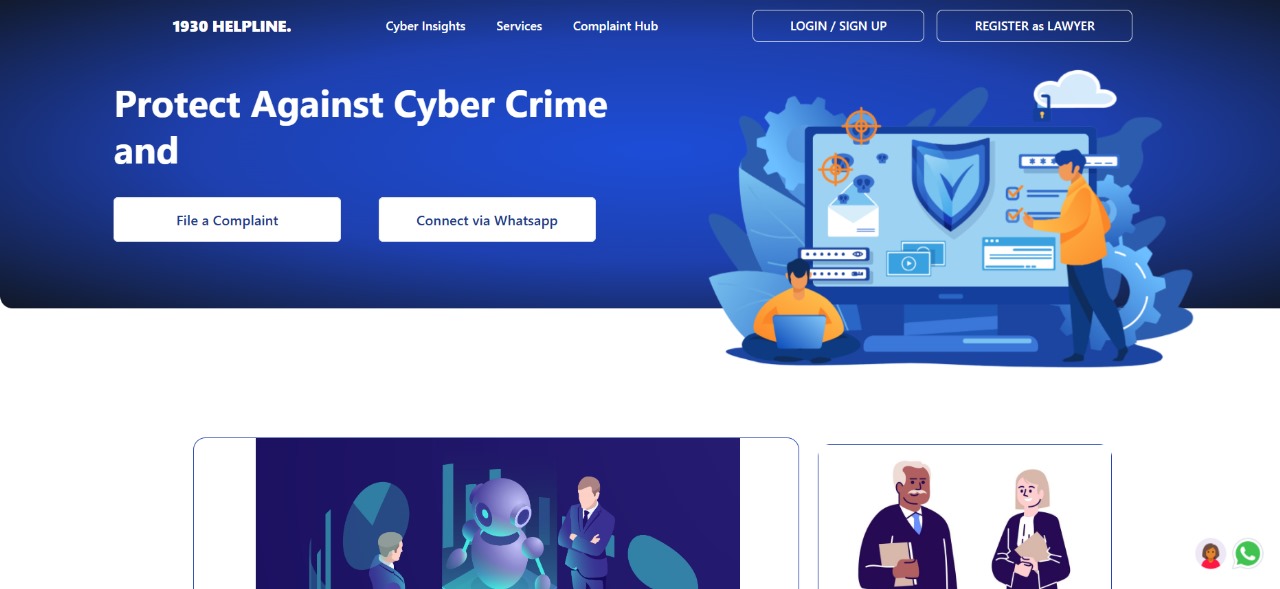 1930 HELPLINE.
Cyber Insights
Services
Complaint Hub
LOGIN / SIGN UP
REGISTER as LAWYER
Protect Against Cyber Crime
and
File a Complaint
Connect via Whatsapp